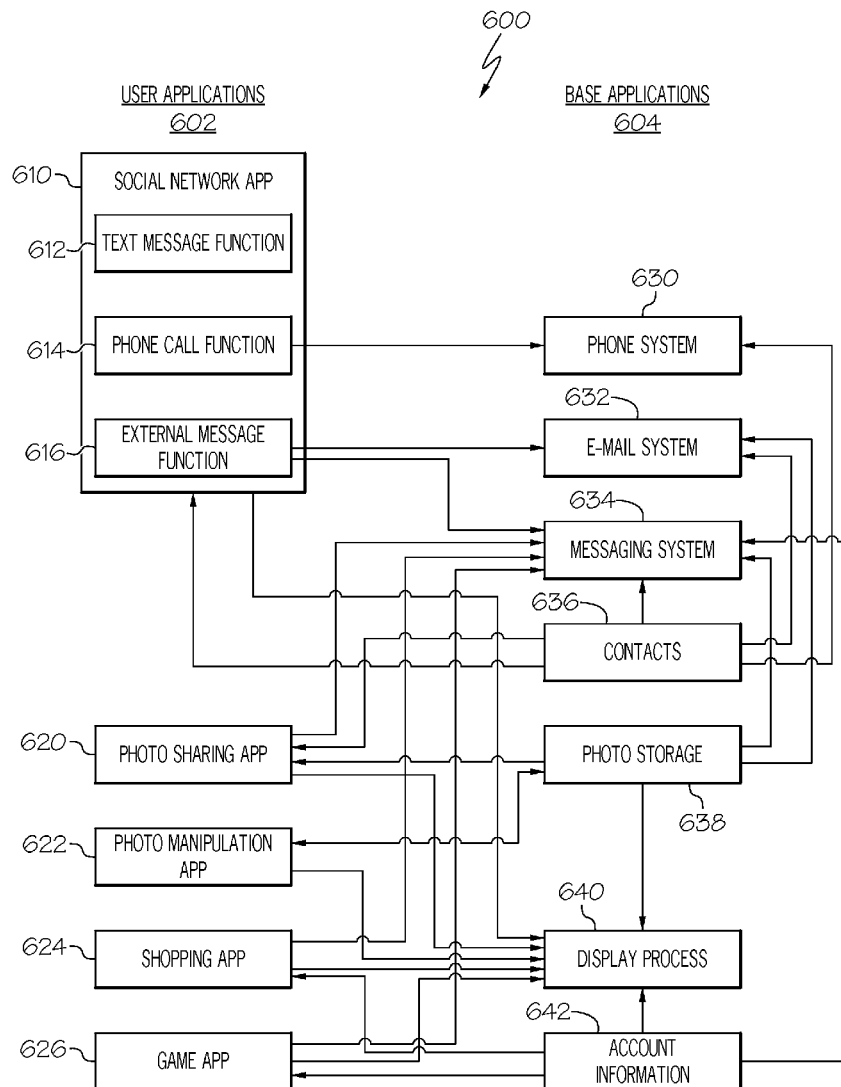 600
USER APPLICATIONS
602
BASE APPLICATIONS
604
610
SOCIAL NETWORK APP
612
TEXT MESSAGE FUNCTION
614
PHONE CALL FUNCTION
616
EXTERNAL MESSAGE
FUNCTION
630
PHONE SYSTEM
632
E-MAIL SYSTEM
634
MESSAGING SYSTEM
636
CONTACTS
620
PHOTO SHARING APP
PHOTO STORAGE
638
622
PHOTO MANIPULATION
APP
640
624
SHOPPING APP
DISPLAY PROCESS
642
626
GAME APP
ACCOUNT
INFORMATION